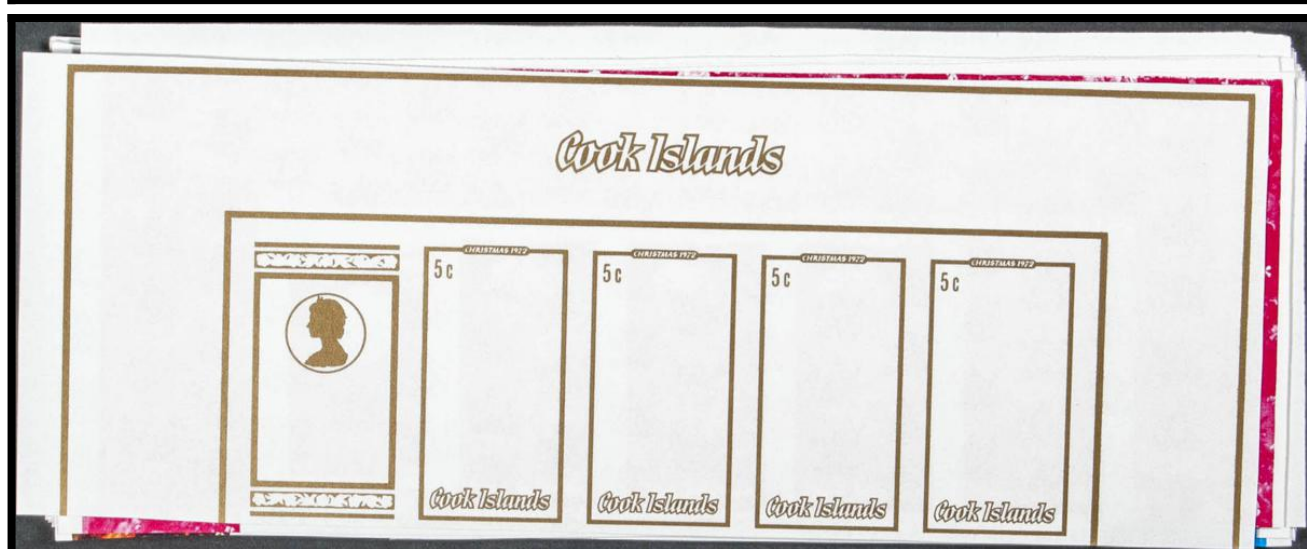 Cook Islands
CHRISTMAS 1972 CHRISTMAS 1972 CHRISTMAS 1972 CHRISTMAS 1972
5c 5c 5c 5c
Cook Islands Cook Islands Cook Islands Cook Islands